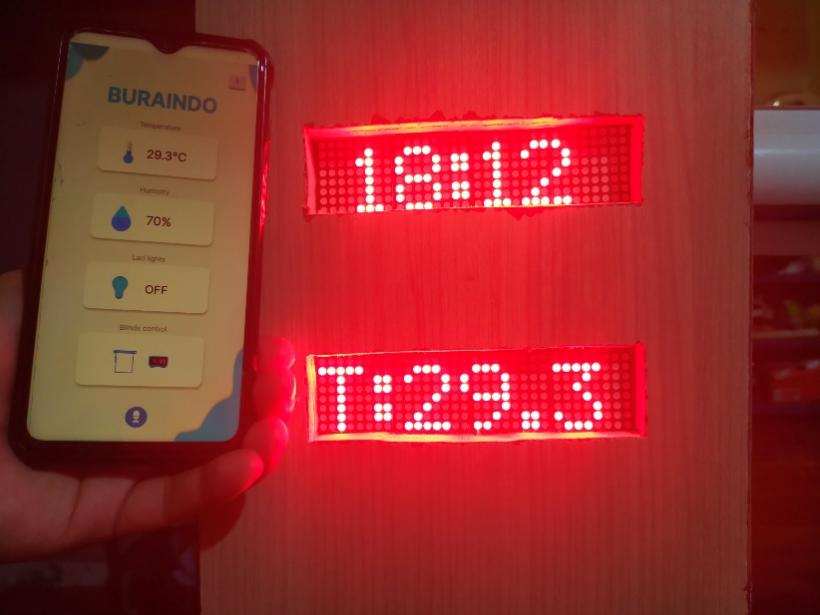 BURAINDO
Temperature
29.3°C
Humidity
70%
Led lights
OFF
Blinds control
18:12
T:29.3